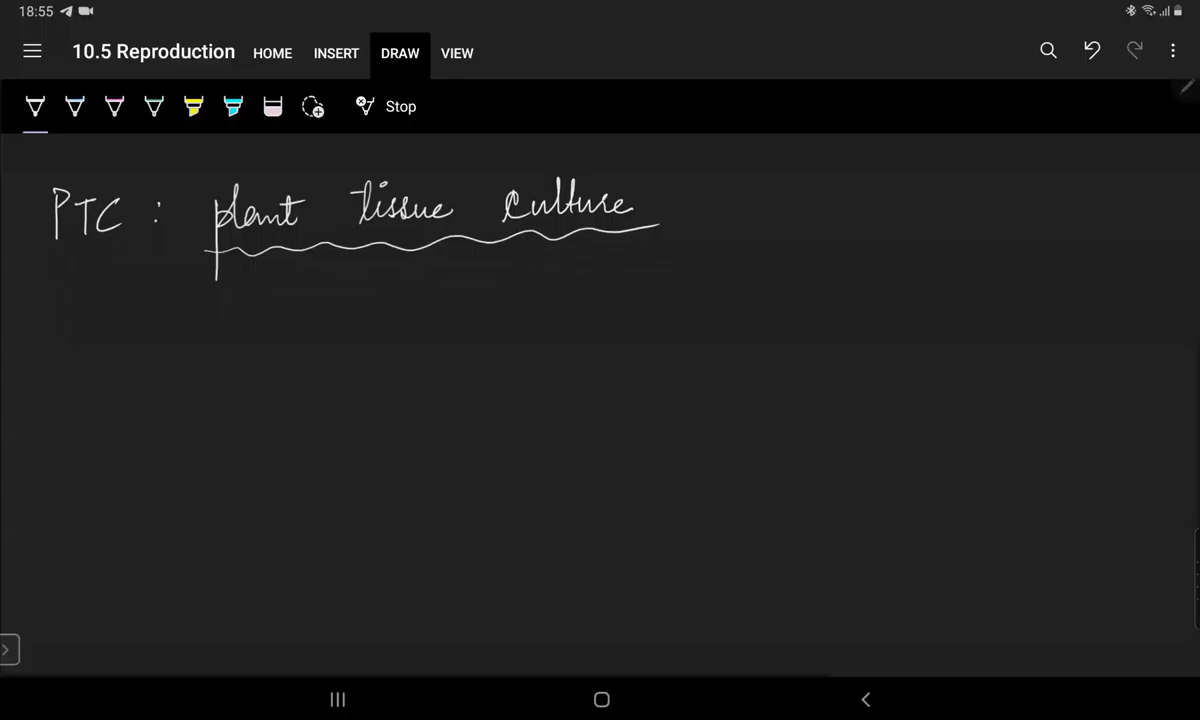 18:55
10.5 Reproduction HOME INSERT DRAW VIEW
Stop
PTC : plant tissue culture